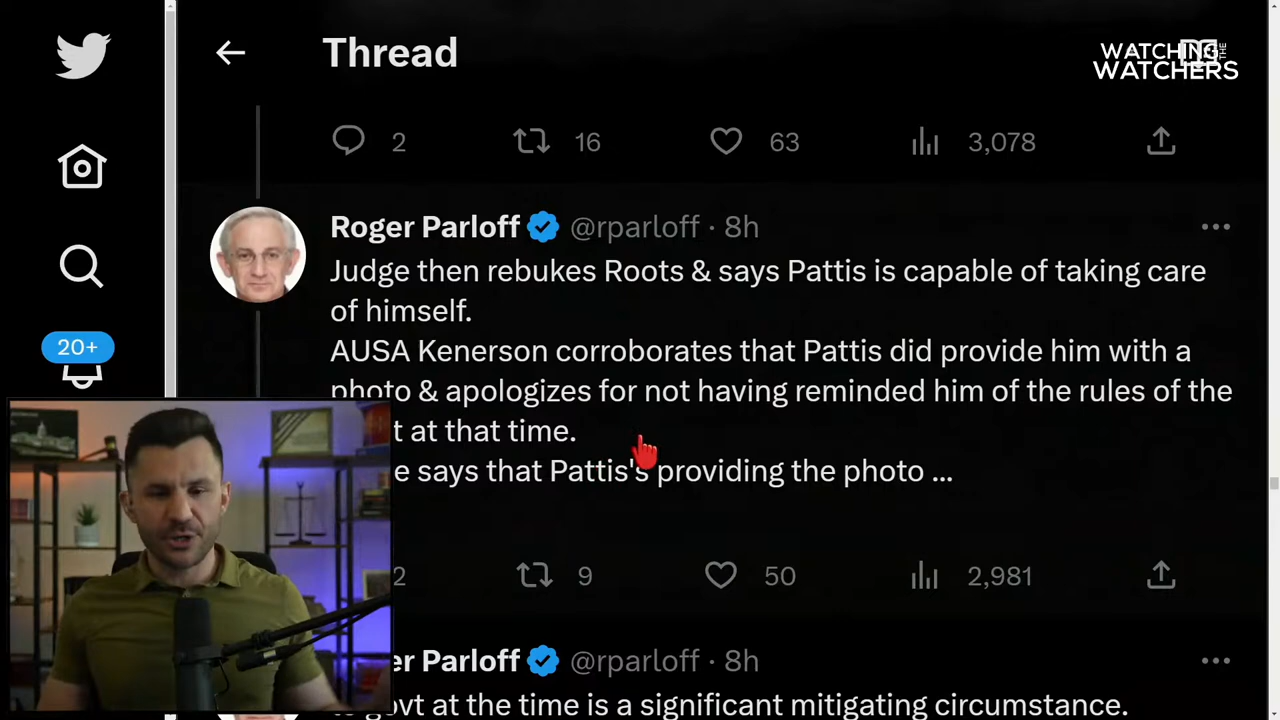 Thread
WATCHING THE
WATCHERS
2 16 63 3,078
Roger Parloff @rparloff · 8h
Judge then rebukes Roots & says Pattis is capable of taking care
of himself.
AUSA Kenerson corroborates that Pattis did provide him with a
photo & apologizes for not having reminded him of the rules of the
t at that time.
e says that Pattis's providing the photo ...
20+
2 9 50 2,981
er Parloff @rparloff · 8h
govt at the time is a significant mitigating circumstance.